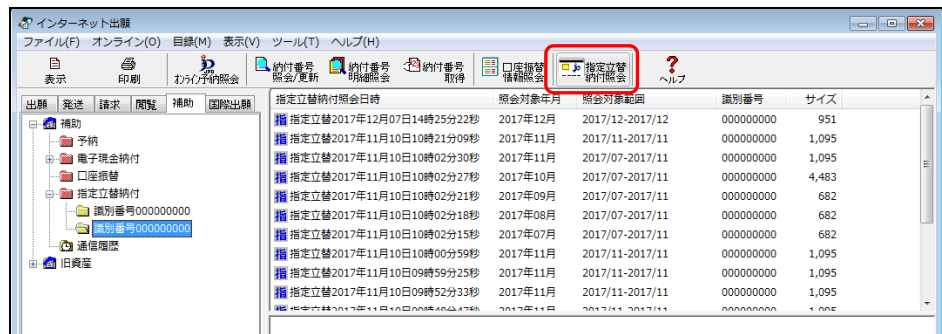 インターネット出願
ファイル(F) オンライン(O) 目録(M) 表示(V) ツール(T) ヘルプ(H)
表示 印刷 オンライン予納照会 納付番号照会/更新 納付番号明細照会 納付番号取得 口座振替情報照会 指定立替納付照会 ヘルプ
出願 発送 請求 閲覧 補助 国際出願
補助
予納
電子現金納付
口座振替
指定立替納付
識別番号000000000
識別番号000000000
通信履歴
旧資産
指定立替納付照会日時 照会対象年月 照会対象範囲 識別番号 サイズ
指 指定立替2017年12月07日14時25分22秒 2017年12月 2017/12-2017/12 000000000 951
指 指定立替2017年11月10日10時21分09秒 2017年11月 2017/11-2017/11 000000000 1,095
指 指定立替2017年11月10日10時02分30秒 2017年11月 2017/07-2017/11 000000000 1,095
指 指定立替2017年11月10日10時02分27秒 2017年10月 2017/07-2017/11 000000000 4,483
指 指定立替2017年11月10日10時02分21秒 2017年09月 2017/07-2017/11 000000000 682
指 指定立替2017年11月10日10時02分18秒 2017年08月 2017/07-2017/11 000000000 682
指 指定立替2017年11月10日10時02分15秒 2017年07月 2017/07-2017/11 000000000 682
指 指定立替2017年11月10日10時00分59秒 2017年11月 2017/11-2017/11 000000000 1,095
指 指定立替2017年11月10日09時59分25秒 2017年11月 2017/11-2017/11 000000000 1,095
指 指定立替2017年11月10日09時52分33秒 2017年11月 2017/11-2017/11 000000000 1,095